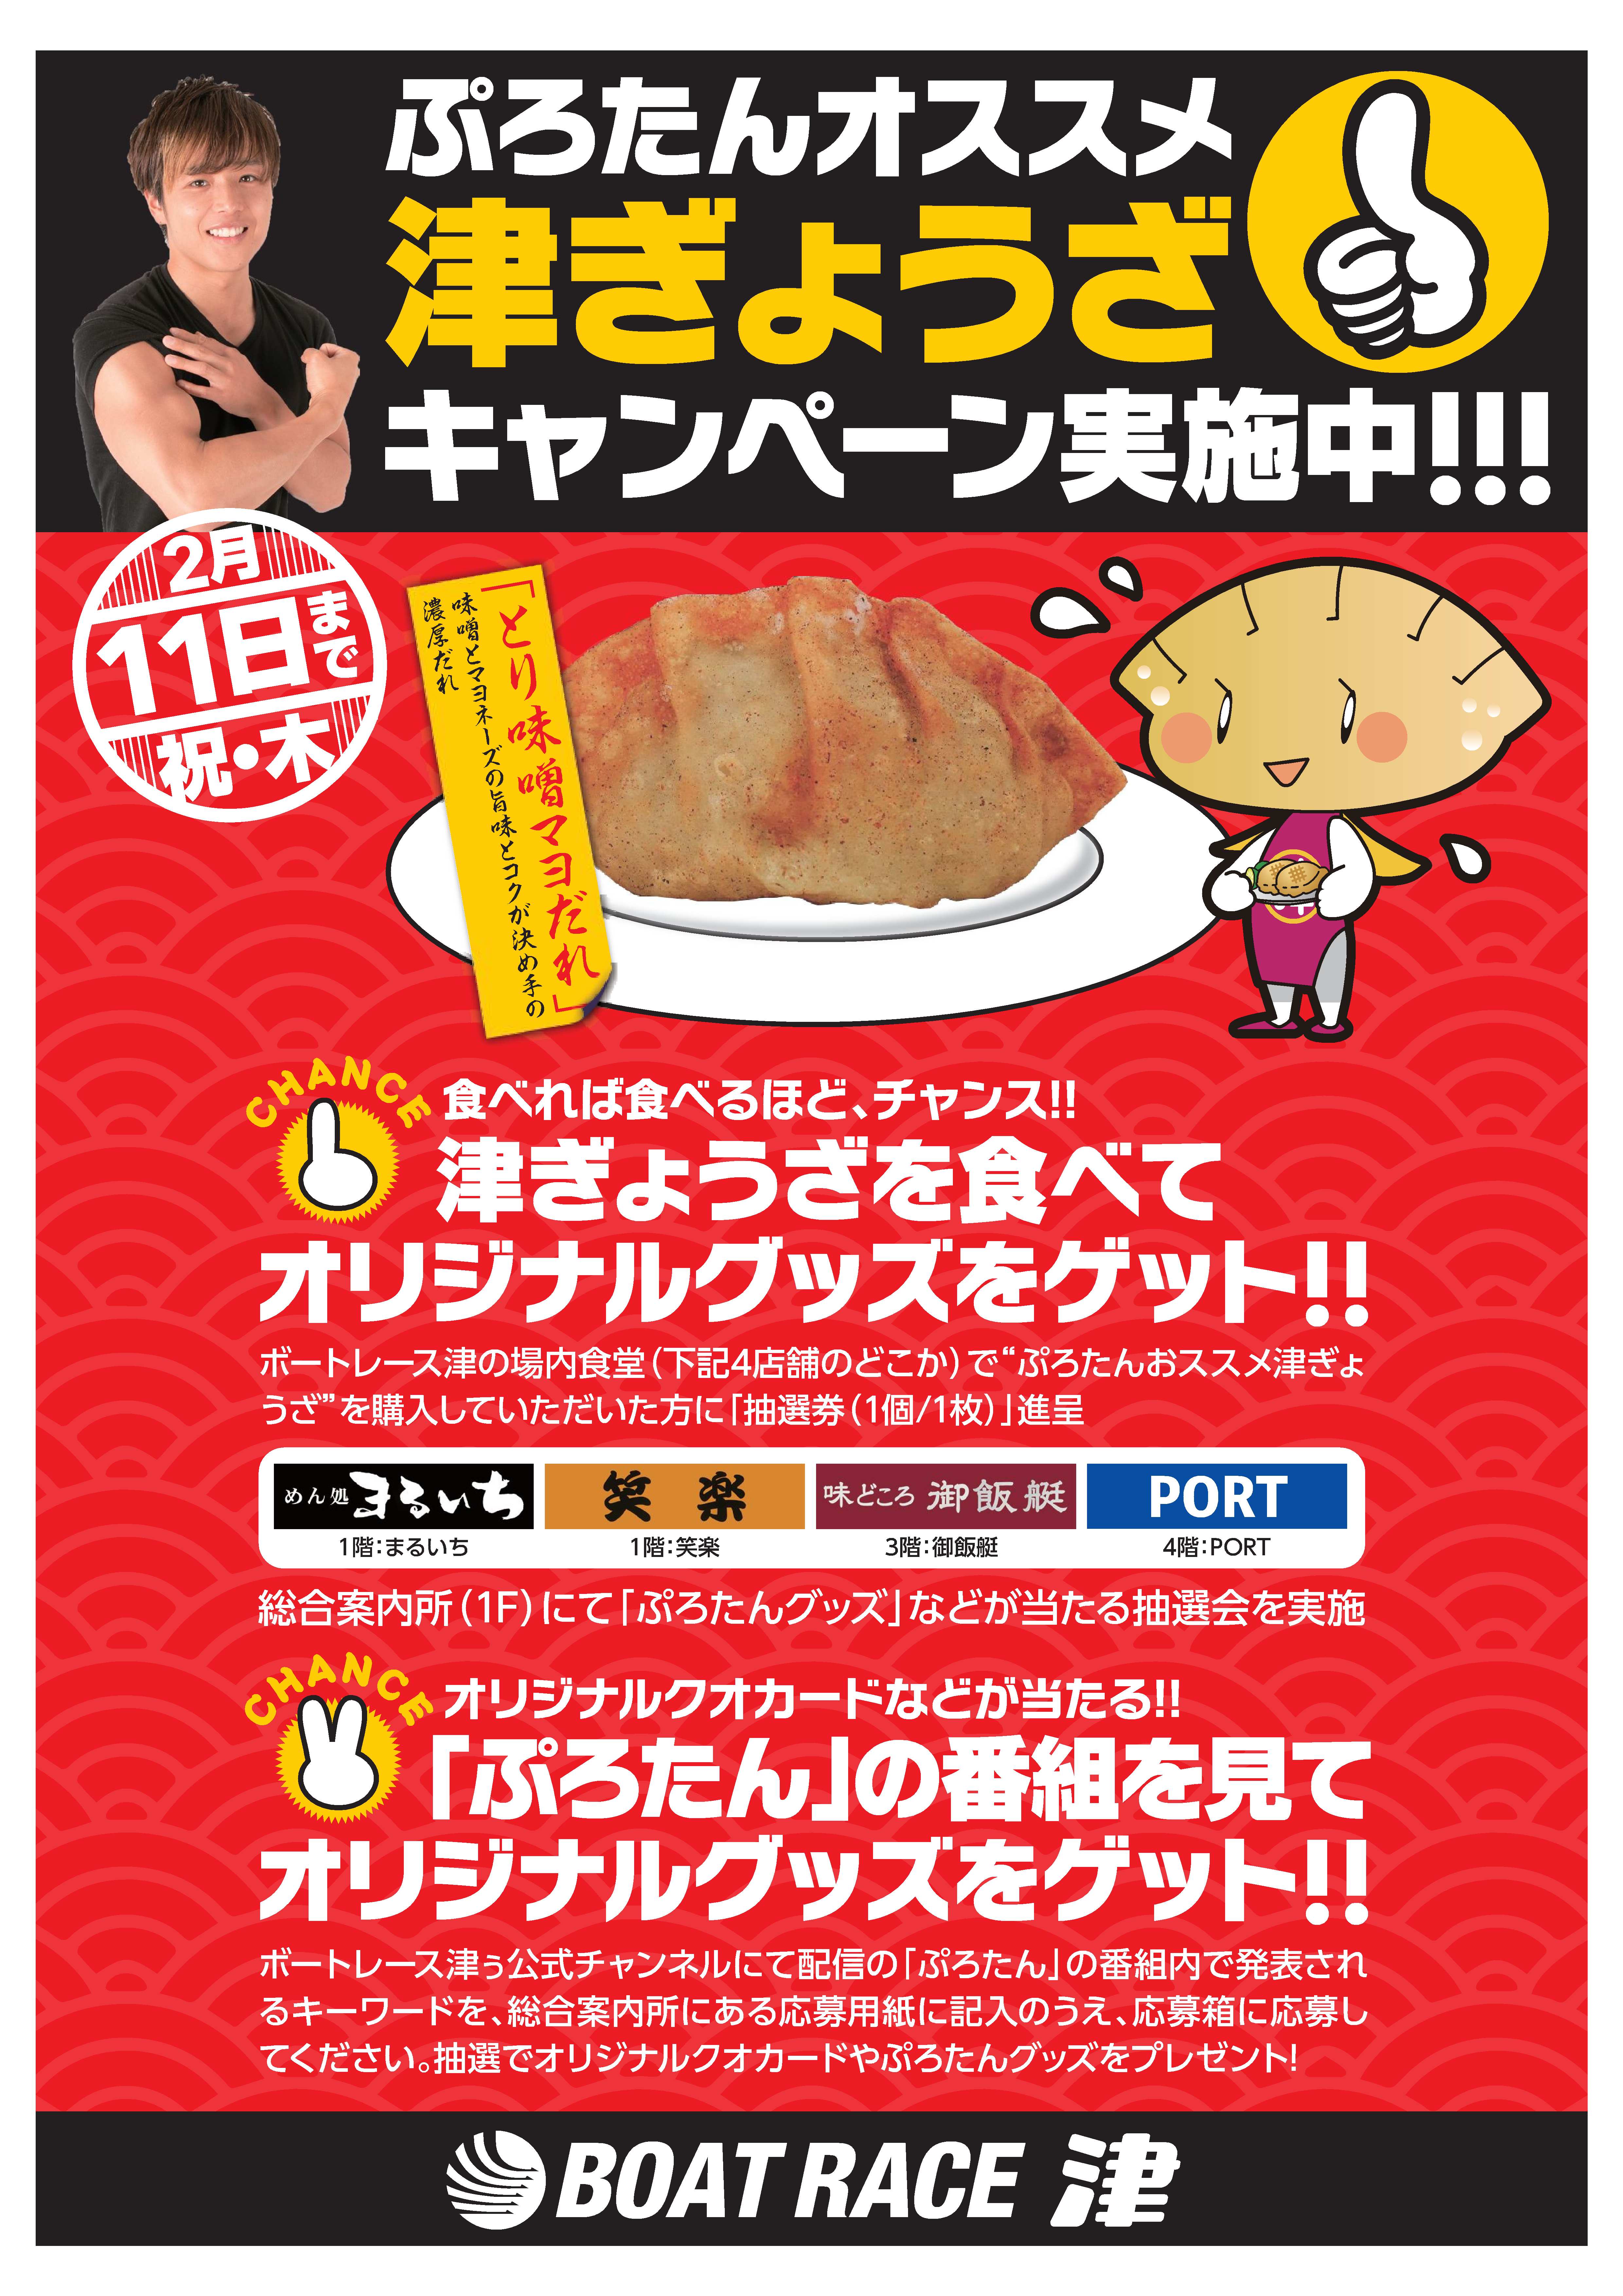 ぷろたんオススメ
津ぎょうざ
キャンペーン実施中!!!
2月
11日まで
祝・木
「とり味噌マヨだれ」
味噌とマヨネーズの旨味とコクが決め手の
濃厚だれ
CHANCE
食べれば食べるほど、チャンス!!
津ぎょうざを食べて
オリジナルグッズをゲット!!
ボートレース津の場内食堂(下記4店舗のどこか)で“ぷろたんおススメ津ぎょ
うざ”を購入していただいた方に「抽選券(1個/1枚)」進呈
めん処 まるいち
笑楽
味どころ 御飯艇
PORT
1階:まるいち
1階:笑楽
3階:御飯艇
4階:PORT
総合案内所(1F)にて「ぷろたんグッズ」などが当たる抽選会を実施
CHANCE
オリジナルクオカードなどが当たる!!
「ぷろたん」の番組を見て
オリジナルグッズをゲット!!
ボートレース津ぅ公式チャンネルにて配信の「ぷろたん」の番組内で発表され
るキーワードを、総合案内所にある応募用紙に記入のうえ、応募箱に応募し
てください。抽選でオリジナルクオカードやぷろたんグッズをプレゼント!
BOAT RACE 津